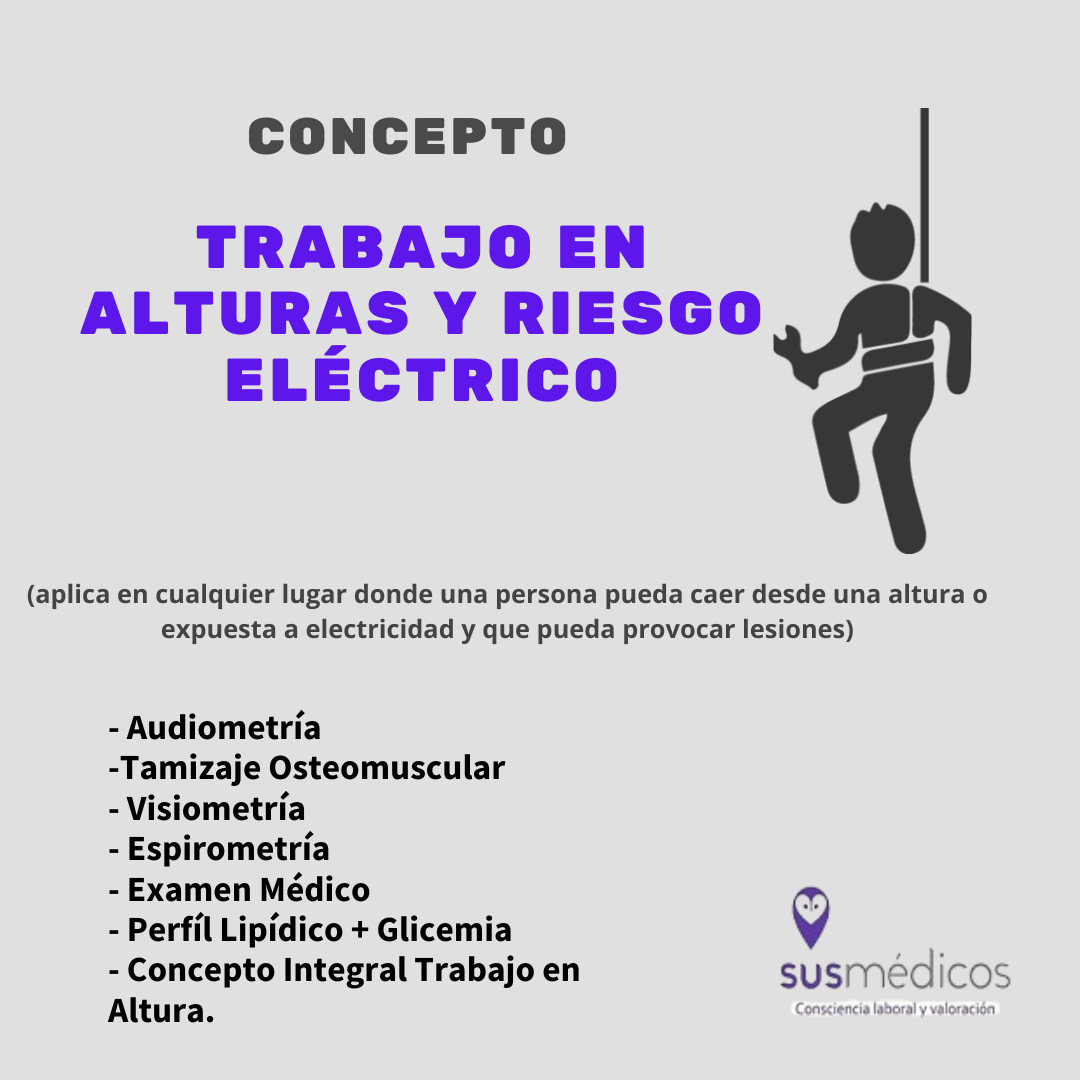 CONCEPTO
TRABAJO EN
ALTURAS Y RIESGO
ELÉCTRICO
(aplica en cualquier lugar donde una persona pueda caer desde una altura o
expuesta a electricidad y que pueda provocar lesiones)
- Audiometría
-Tamizaje Osteomuscular
- Visiometría
- Espirometría
- Examen Médico
- Perfíl Lipídico + Glicemia
- Concepto Integral Trabajo en
Altura.
susmédicos
Consciencia laboral y valoración